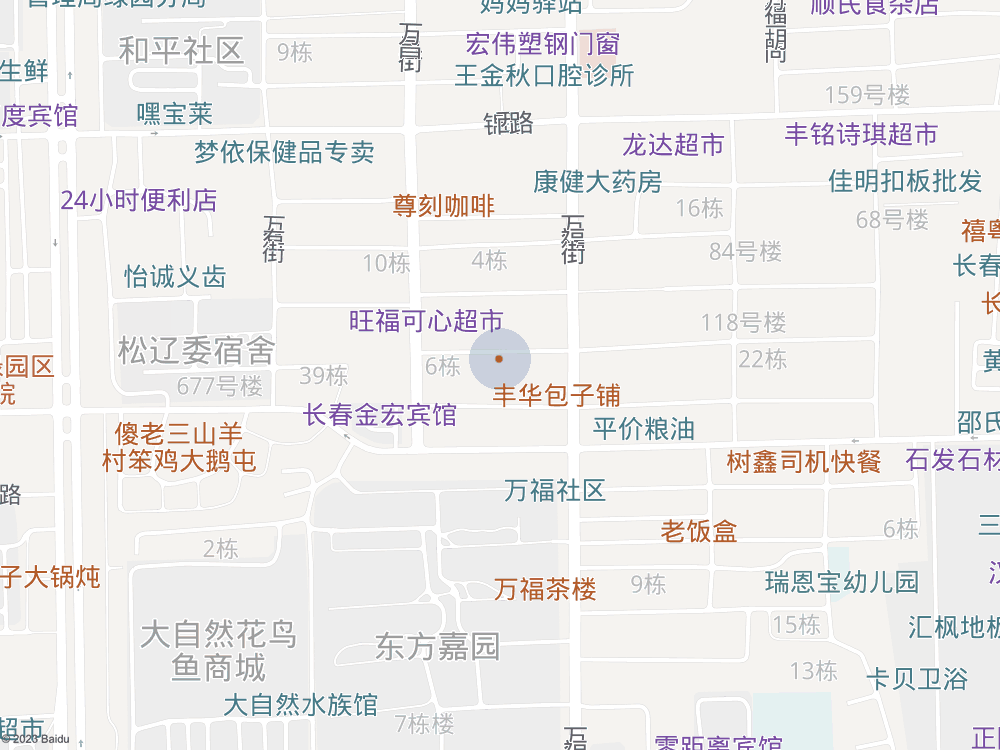 管理局绿园分局
妈妈驿站
万福胡同
顺民食杂店
和平社区
9栋
万昌街
宏伟塑钢门窗
王金秋口腔诊所
生鲜
159号楼
度宾馆
嘿宝莱
锦西路
龙达超市
丰铭诗琪超市
梦依保健品专卖
康健大药房
佳明扣板批发
24小时便利店
尊刻咖啡
16栋
68号楼
万福街
禧粤
10栋
4栋
84号楼
长春
怡诚义齿
长
旺福可心超市
118号楼
松辽委宿舍
园区
院
677号楼
39栋
6栋
22栋
黄
丰华包子铺
长春金宏宾馆
平价粮油
邵氏
傻老三山羊
村笨鸡大鹅屯
树鑫司机快餐
石发石材
路
万福社区
老饭盒
6栋
三
2栋
子大锅炖
万福茶楼
9栋
瑞恩宝幼儿园
汉
大自然花鸟
鱼商城
东方嘉园
15栋
汇枫地板
13栋
卡贝卫浴
大自然水族馆
7栋楼
超市
万福
零距离宾馆
正
© 2023 Baidu